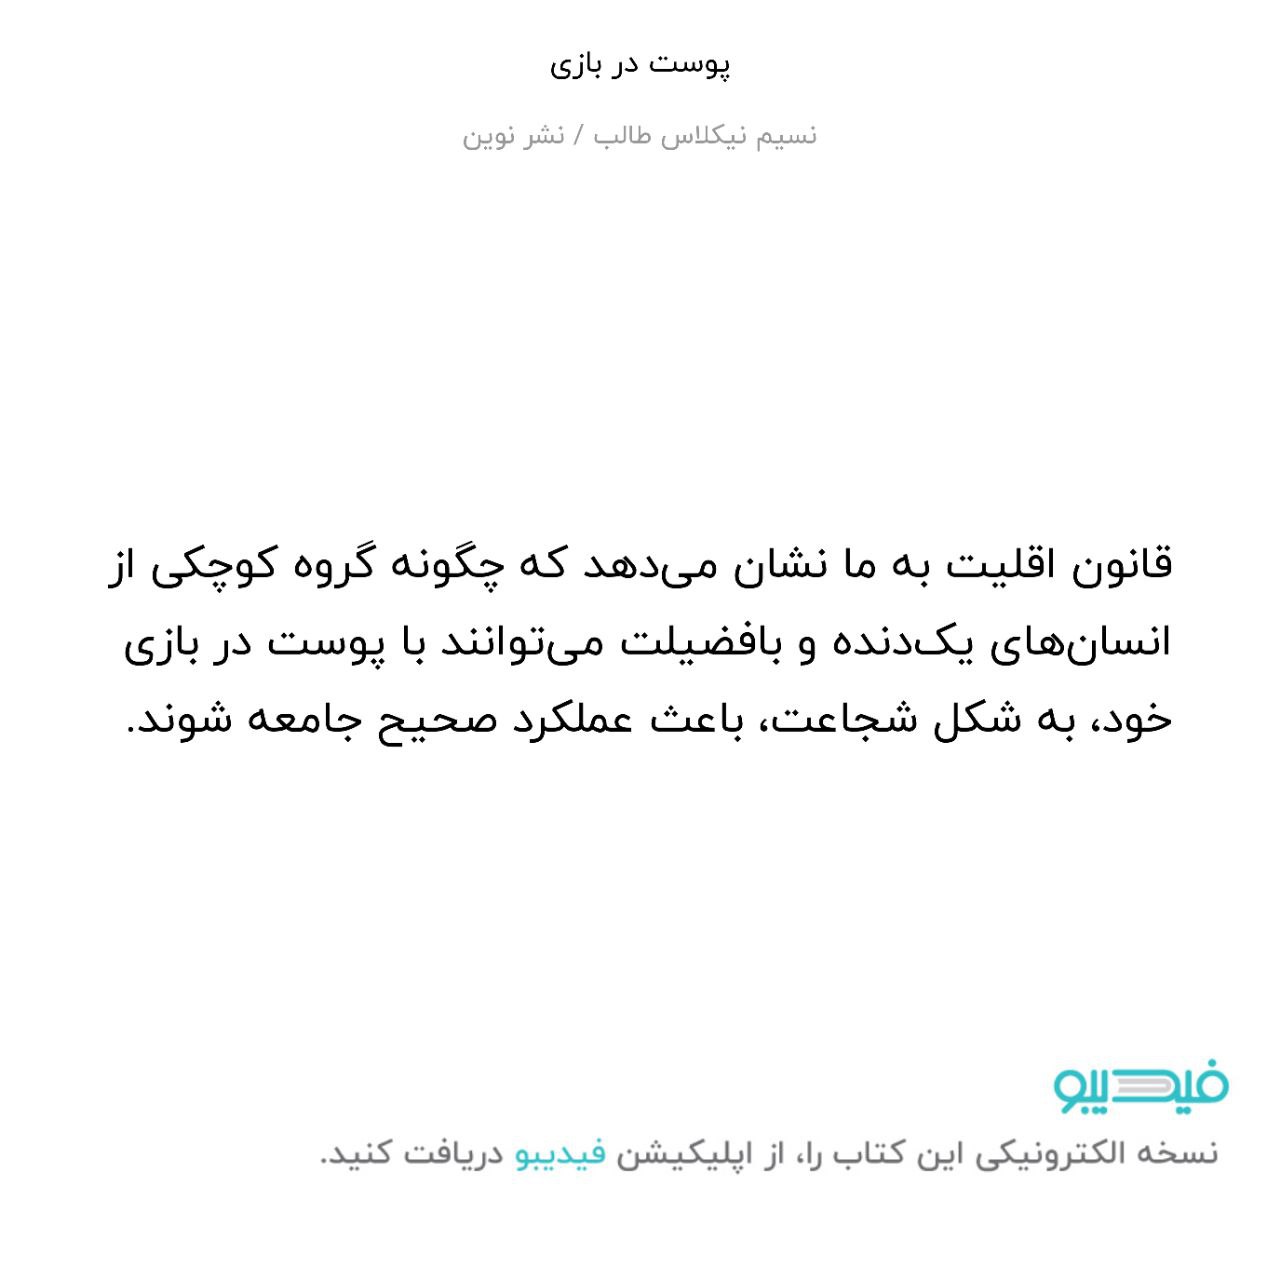 پوست در بازی
نسیم نیکلاس طالب / نشر نوین
قانون اقلیت به ما نشان می‌دهد که چگونه گروه کوچکی از
انسان‌های یک‌دنده و بافضیلت می‌توانند با پوست در بازی
خود، به شکل شجاعت، باعث عملکرد صحیح جامعه شوند.
فیدیبو
نسخه الکترونیکی این کتاب را، از اپلیکیشن فیدیبو دریافت کنید.